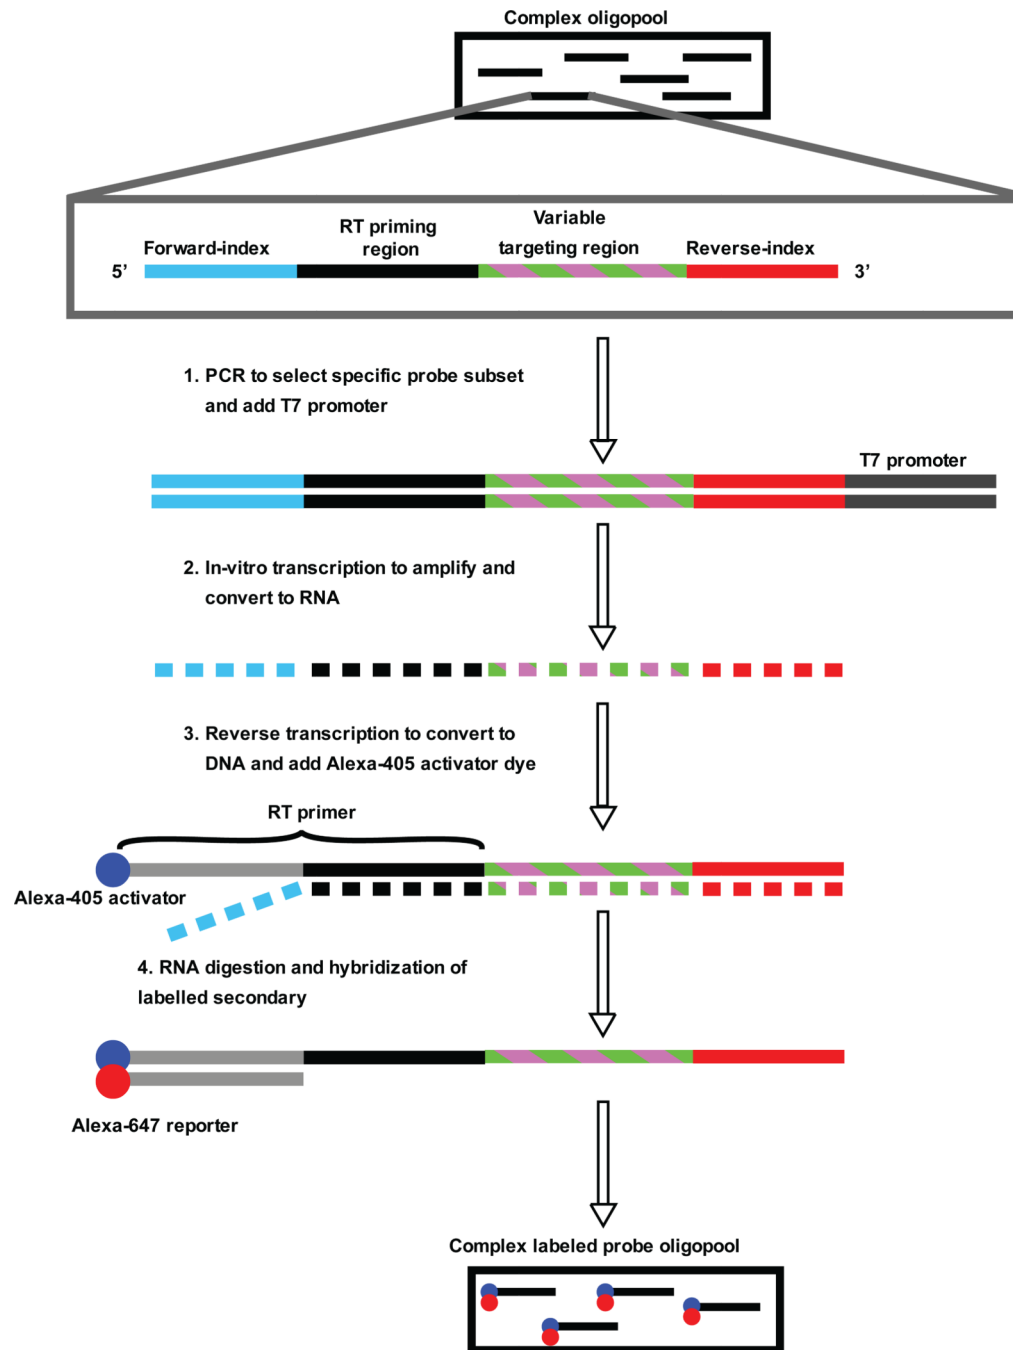 Complex oligopool
Forward-index
RT priming
region
Variable
targeting region
Reverse-index
5’
3’
1. PCR to select specific probe subset
and add T7 promoter
T7 promoter
2. In-vitro transcription to amplify and
convert to RNA
3. Reverse transcription to convert to
DNA and add Alexa-405 activator dye
RT primer
Alexa-405 activator
4. RNA digestion and hybridization of
labelled secondary
Alexa-647 reporter
Complex labeled probe oligopool